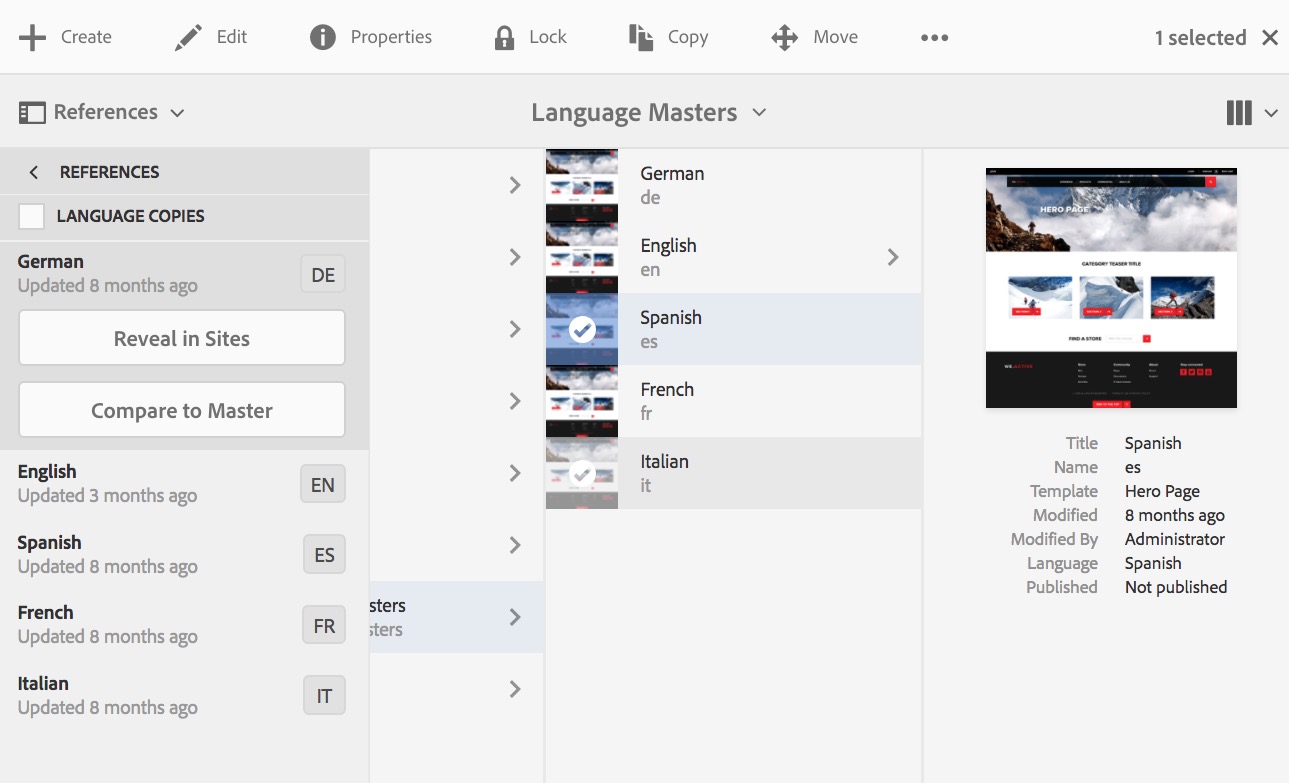 Create
Edit
Properties
Lock
Copy
Move
1 selected
References
Language Masters
REFERENCES
LANGUAGE COPIES
German
Updated 8 months ago
DE
Reveal in Sites
Compare to Master
English
Updated 3 months ago
EN
Spanish
Updated 8 months ago
ES
French
Updated 8 months ago
FR
Italian
Updated 8 months ago
IT
sters
sters
German
de
English
en
Spanish
es
French
fr
Italian
it
HERO PAGE
CATEGORY TEASER TITLE
FIND A STORE
Title Spanish
Name es
Template Hero Page
Modified 8 months ago
Modified By Administrator
Language Spanish
Published Not published